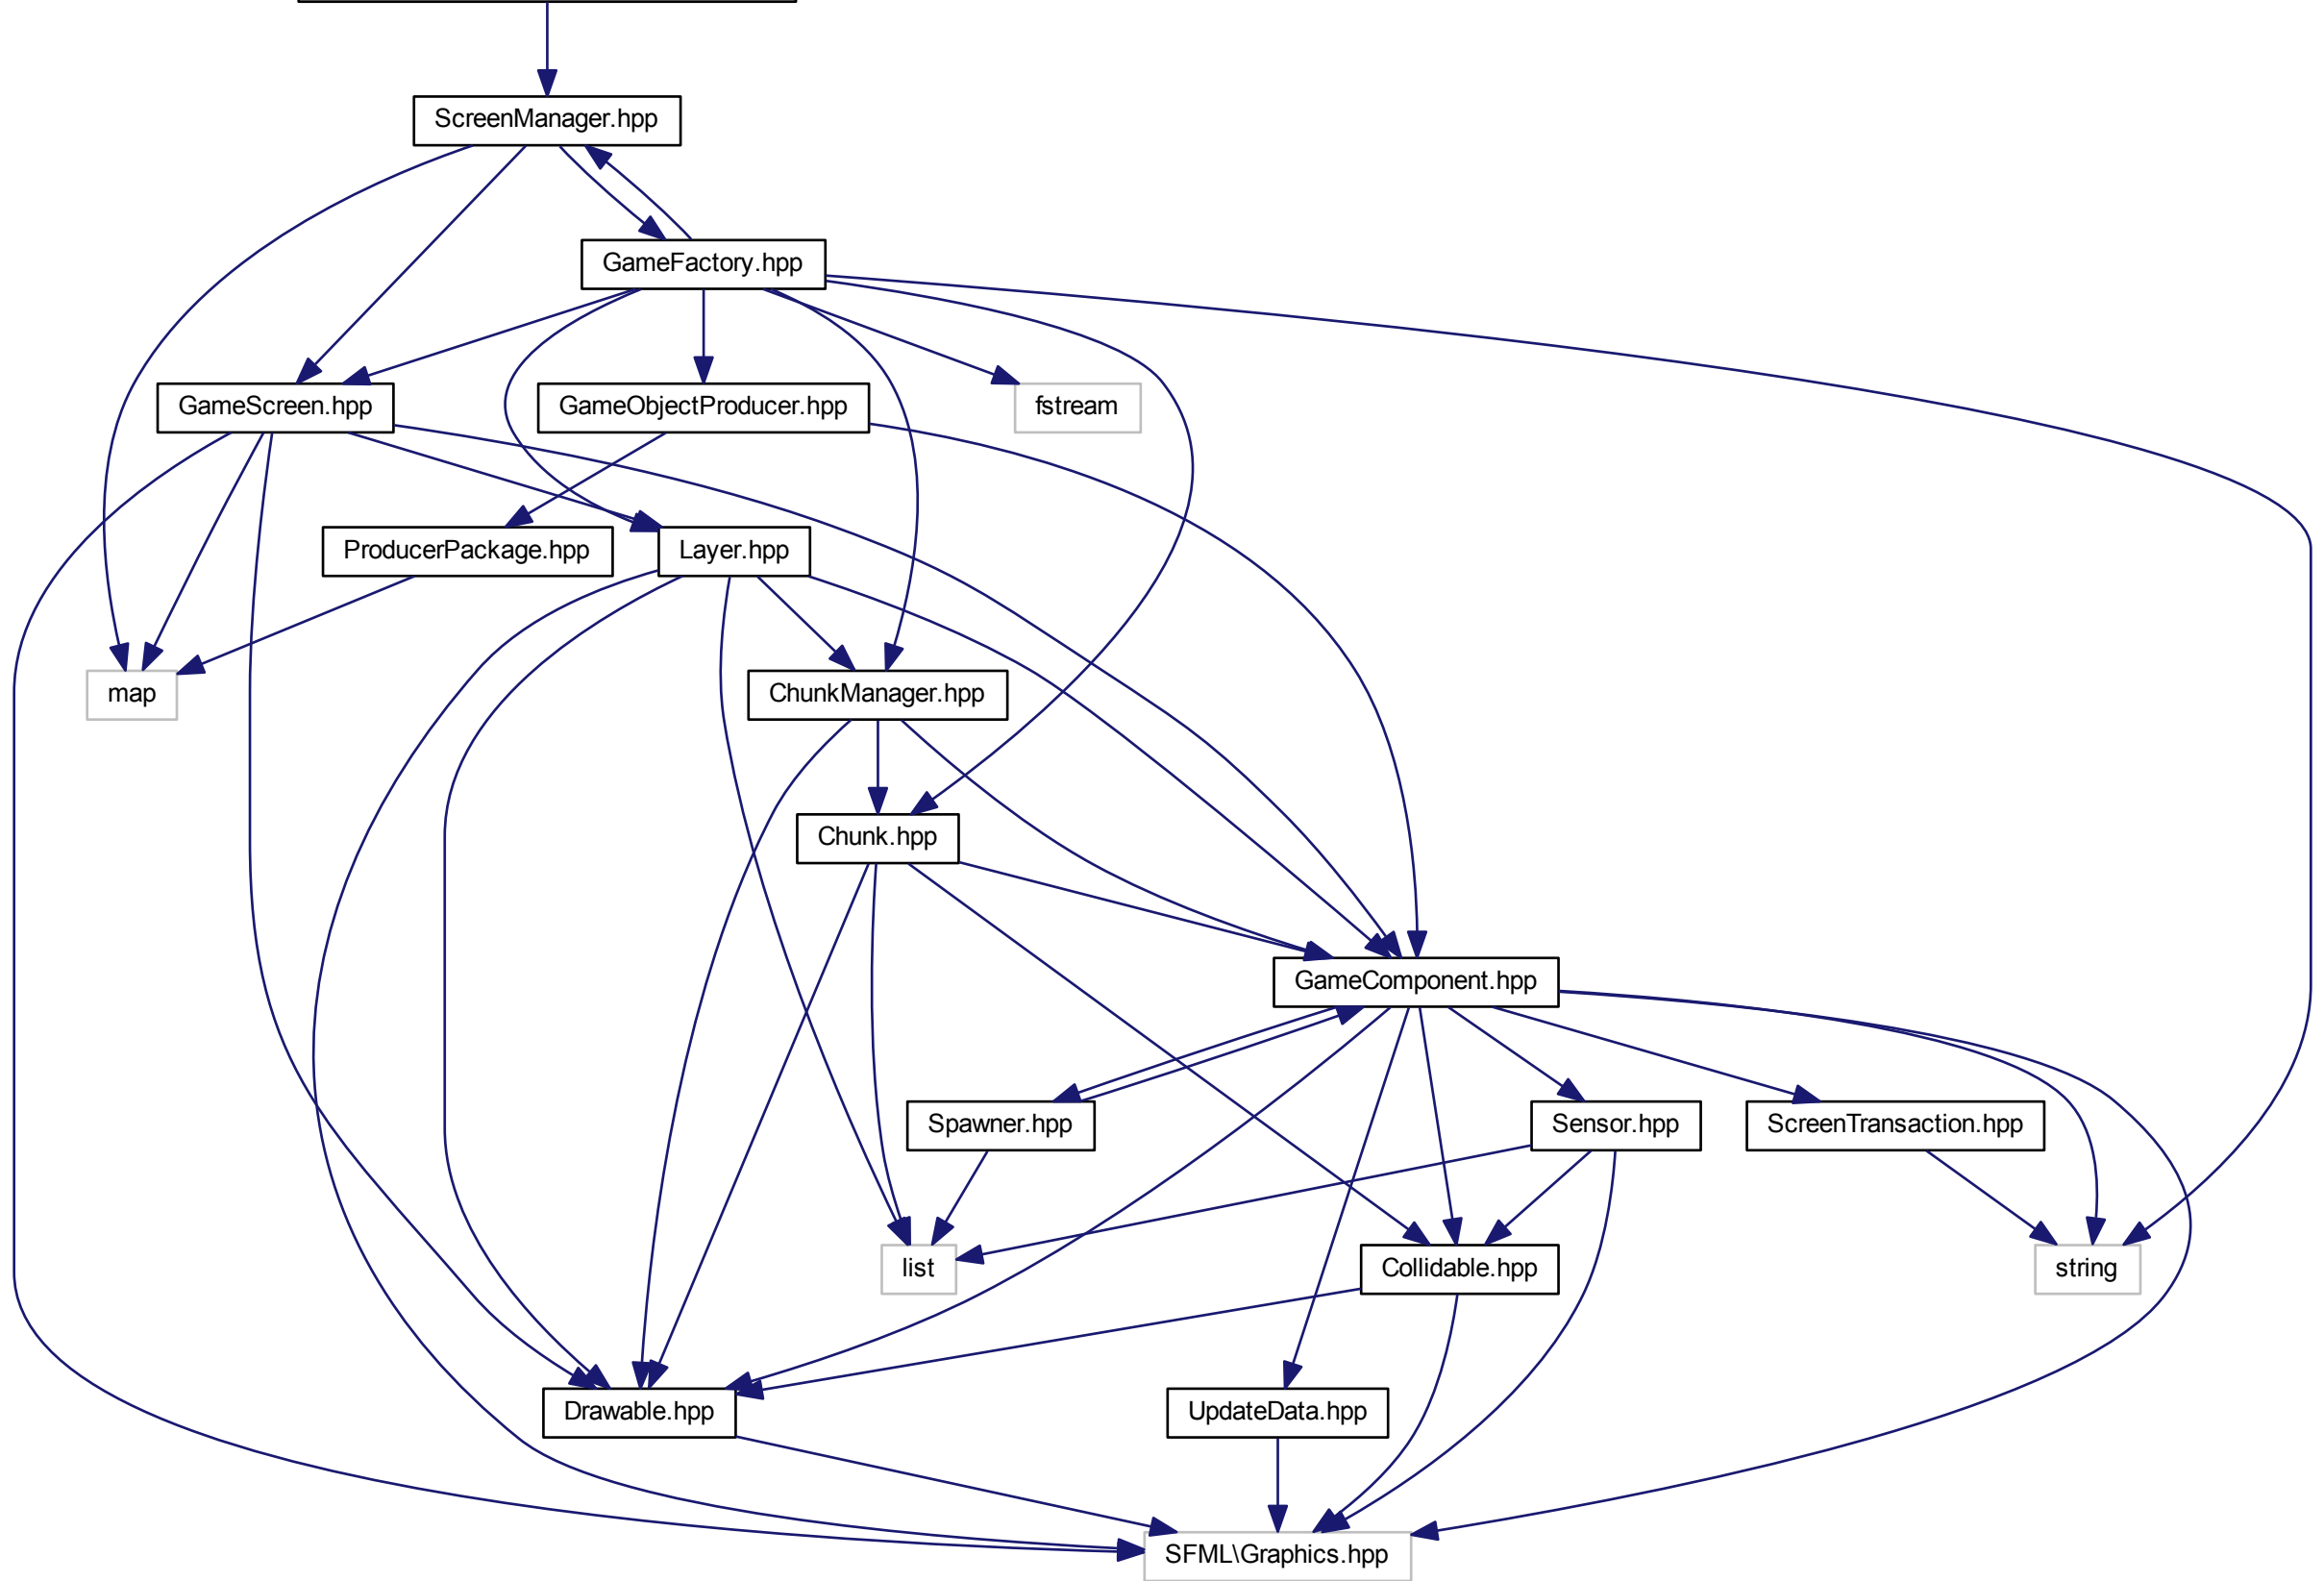 ScreenManager.hpp
GameFactory.hpp
GameScreen.hpp
GameObjectProducer.hpp
fstream
ProducerPackage.hpp
Layer.hpp
map
ChunkManager.hpp
Chunk.hpp
GameComponent.hpp
Spawner.hpp
Sensor.hpp
ScreenTransaction.hpp
list
Collidable.hpp
string
Drawable.hpp
UpdateData.hpp
SFML\Graphics.hpp